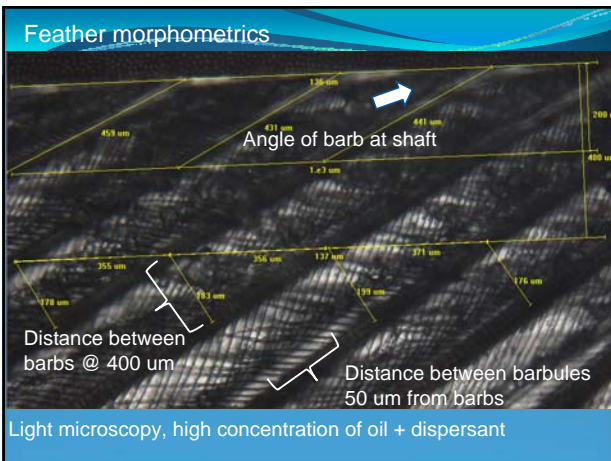 Feather morphometrics
136 um
200
459 um
431 um
441 um
Angle of barb at shaft
400 um
1.e3 um
355 um
356 um
137 um
371 um
178 um
183 um
199 um
176 um
Distance between
barbs @ 400 um
Distance between barbules
50 um from barbs
Light microscopy, high concentration of oil + dispersant